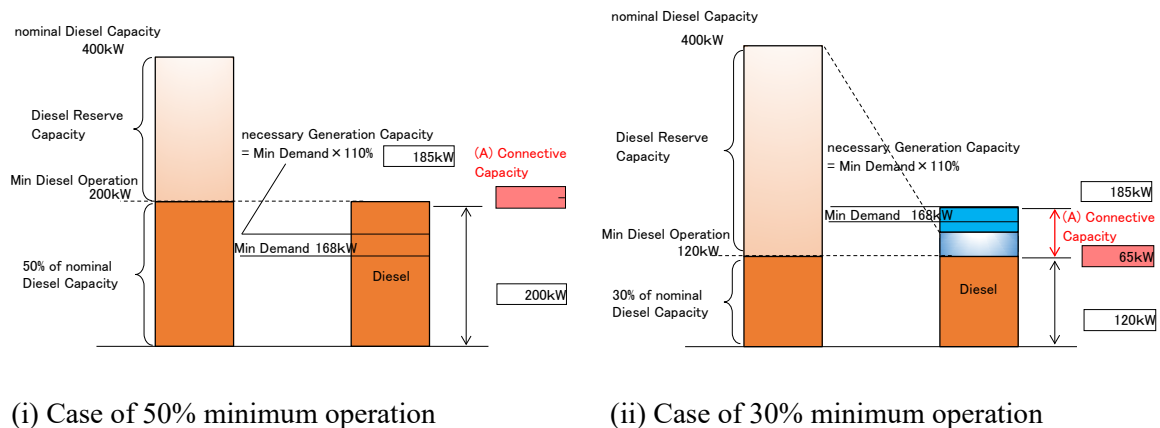 nominal Diesel Capacity
400kW
Diesel Reserve
Capacity
necessary Generation Capacity
= Min Demand×110%
185kW
(A) Connective
Capacity
–
Min Diesel Operation
200kW
Min Demand 168kW
50% of nominal
Diesel Capacity
Diesel
200kW
(i) Case of 50% minimum operation
nominal Diesel Capacity
400kW
Diesel Reserve
Capacity
necessary Generation Capacity
= Min Demand×110%
185kW
Min Demand 168kW
(A) Connective
Capacity
65kW
Min Diesel Operation
120kW
30% of nominal
Diesel Capacity
Diesel
120kW
(ii) Case of 30% minimum operation